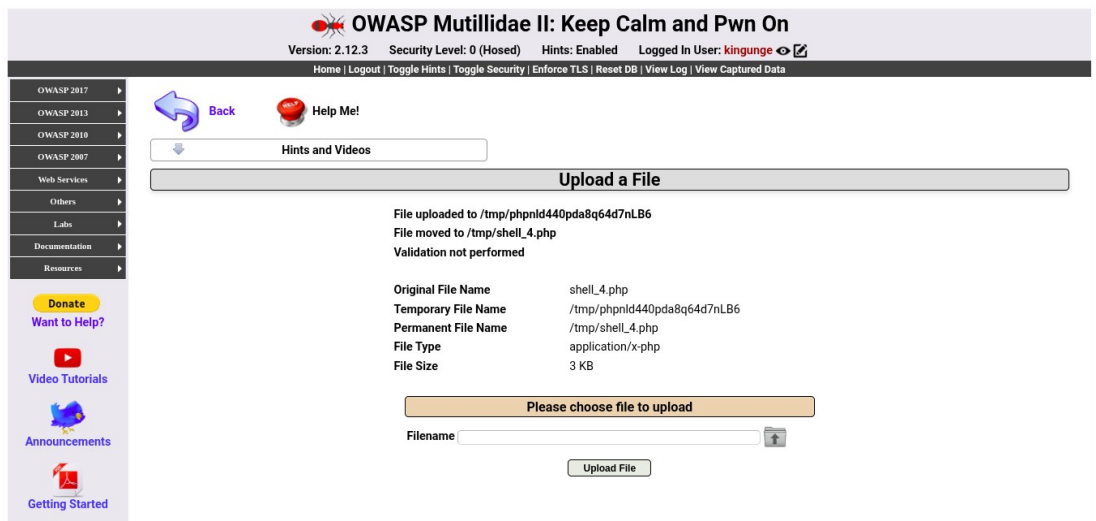 OWASP Mutillidae II: Keep Calm and Pwn On
Version: 2.12.3 Security Level: 0 (Hosed) Hints: Enabled Logged In User: kingunge
Home | Logout | Toggle Hints | Toggle Security | Enforce TLS | Reset DB | View Log | View Captured Data
OWASP 2017
OWASP 2013
OWASP 2010
OWASP 2007
Web Services
Others
Labs
Documentation
Resources
Donate
Want to Help?
Video Tutorials
Announcements
Getting Started
Back
HELP
Help Me!
Hints and Videos
Upload a File
File uploaded to /tmp/phpnld440pda8q64d7nLB6
File moved to /tmp/shell_4.php
Validation not performed
Original File Name shell_4.php
Temporary File Name /tmp/phpnld440pda8q64d7nLB6
Permanent File Name /tmp/shell_4.php
File Type application/x-php
File Size 3 KB
Please choose file to upload
Filename
Upload File